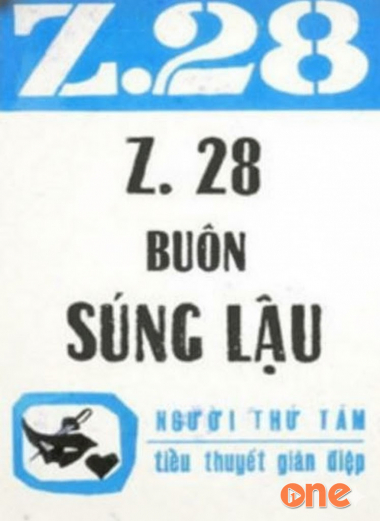 Z.28
Z. 28
BUÔN
SÚNG LẬU
NGƯỜI THỨ TÁM
tiểu thuyết gián điệp
one